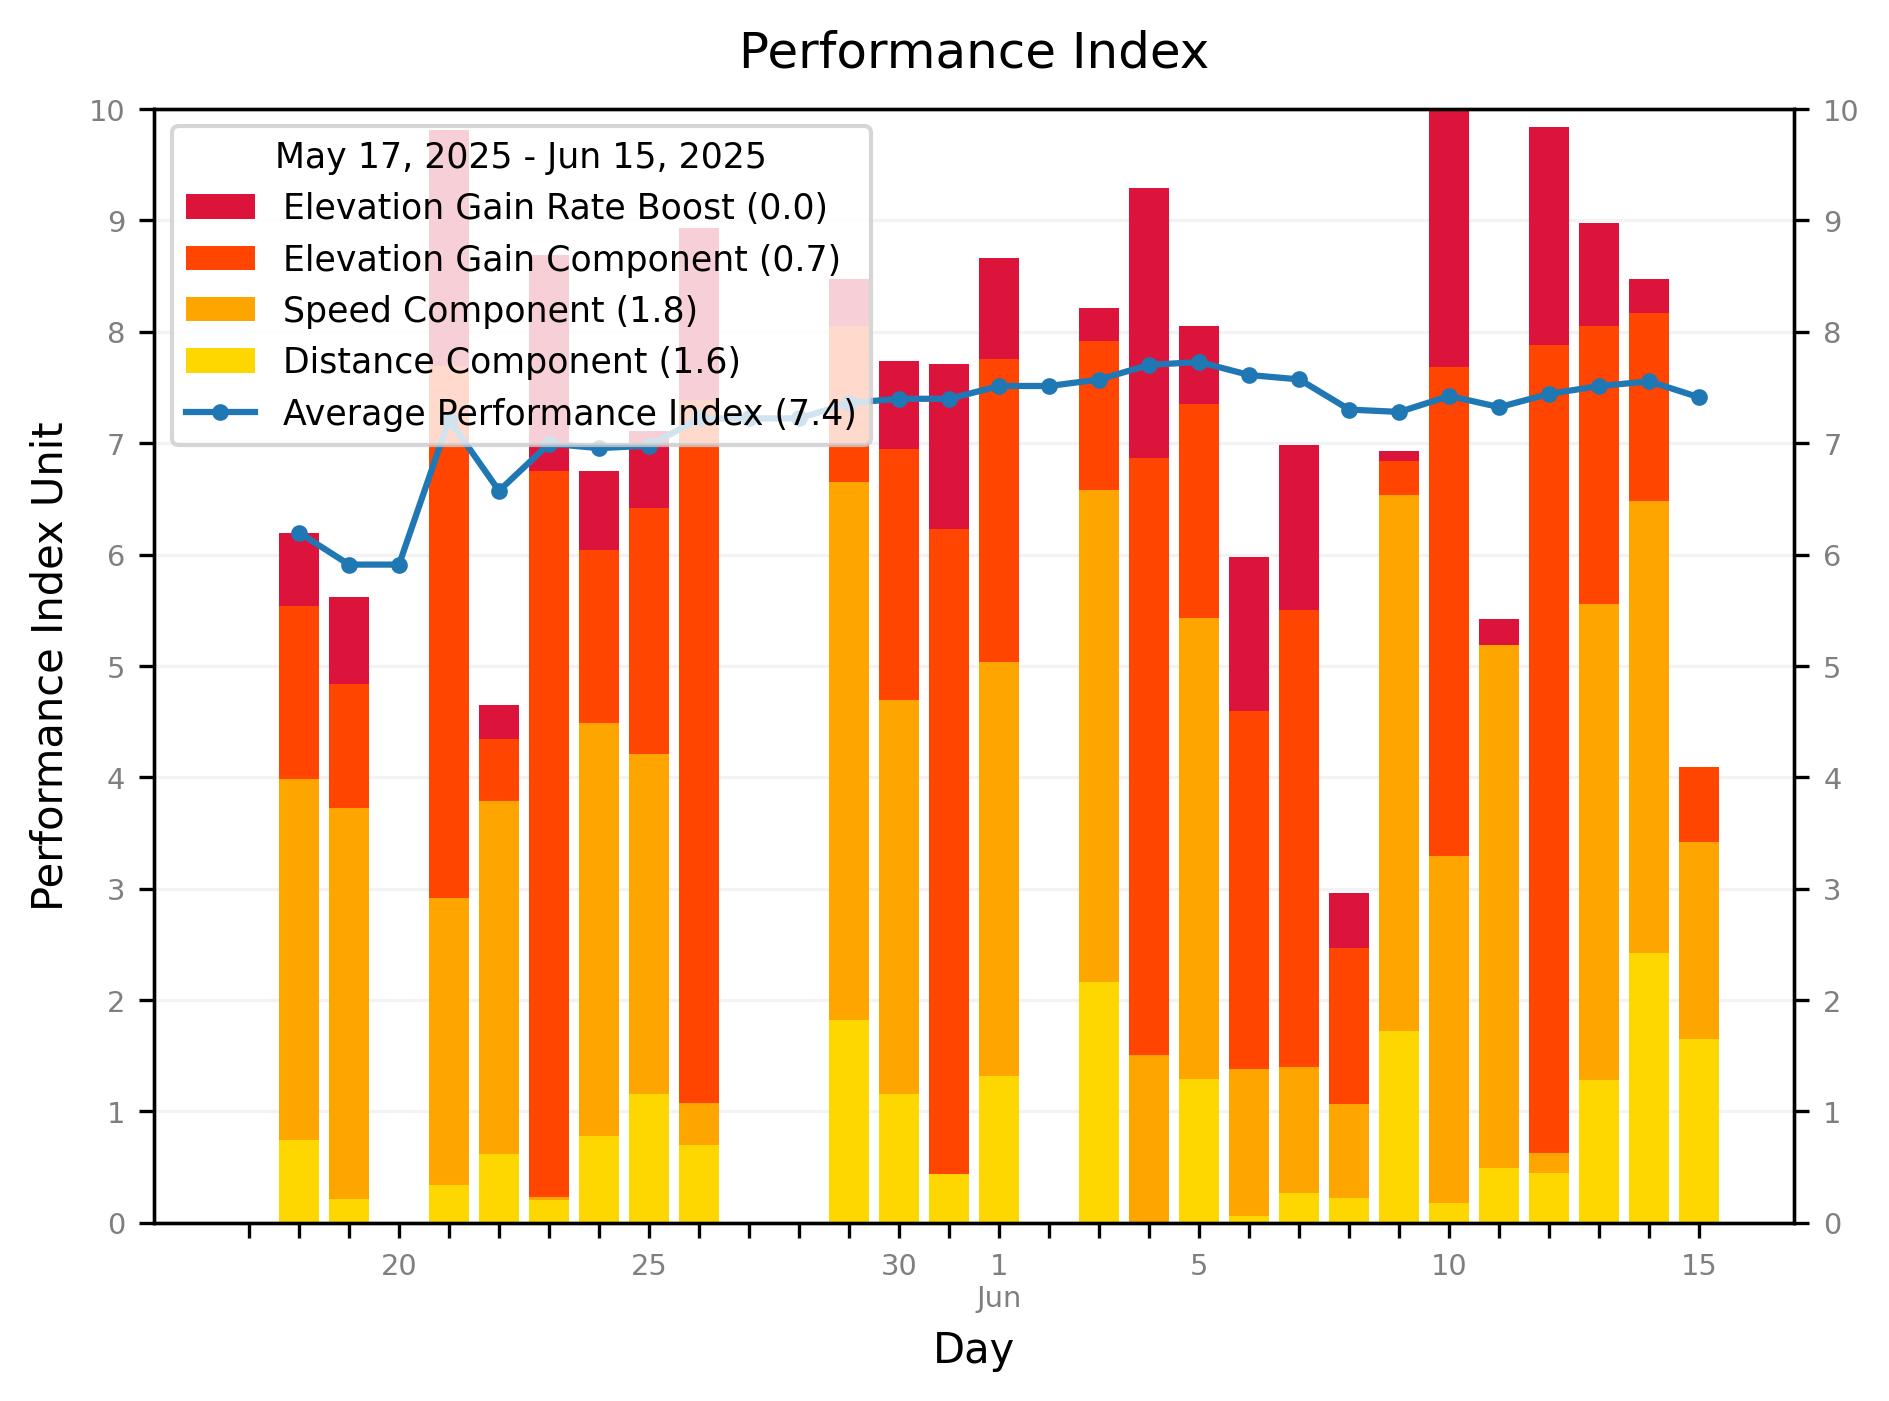 Performance Index
May 17, 2025 - Jun 15, 2025
Elevation Gain Rate Boost (0.0)
Elevation Gain Component (0.7)
Speed Component (1.8)
Distance Component (1.6)
Average Performance Index (7.4)
Performance Index Unit
10
9
8
7
6
5
4
3
2
1
0
10
9
8
7
6
5
4
3
2
1
0
20 25 30 1 5 10 15
Jun
Day